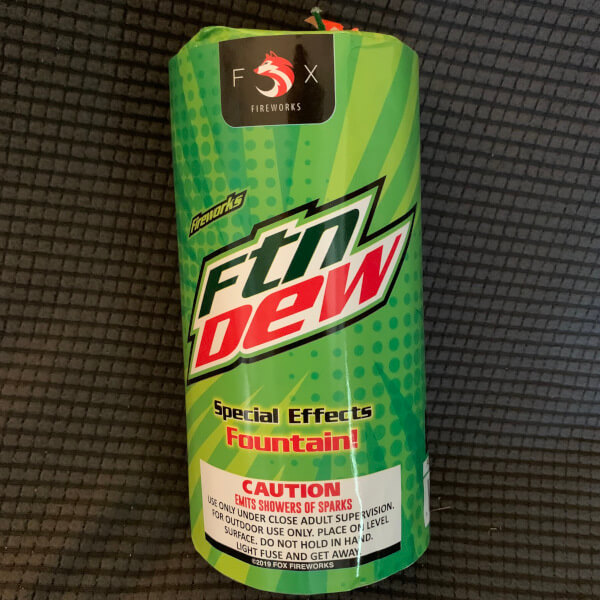 F X
FIREWORKS
Fireworks
Ftn
Dew
Special Effects
Fountain!
CAUTION
EMITS SHOWERS OF SPARKS
USE ONLY UNDER CLOSE ADULT SUPERVISION.
FOR OUTDOOR USE ONLY. PLACE ON LEVEL
SURFACE. DO NOT HOLD IN HAND.
LIGHT FUSE AND GET AWAY.
©2019 FOX FIREWORKS